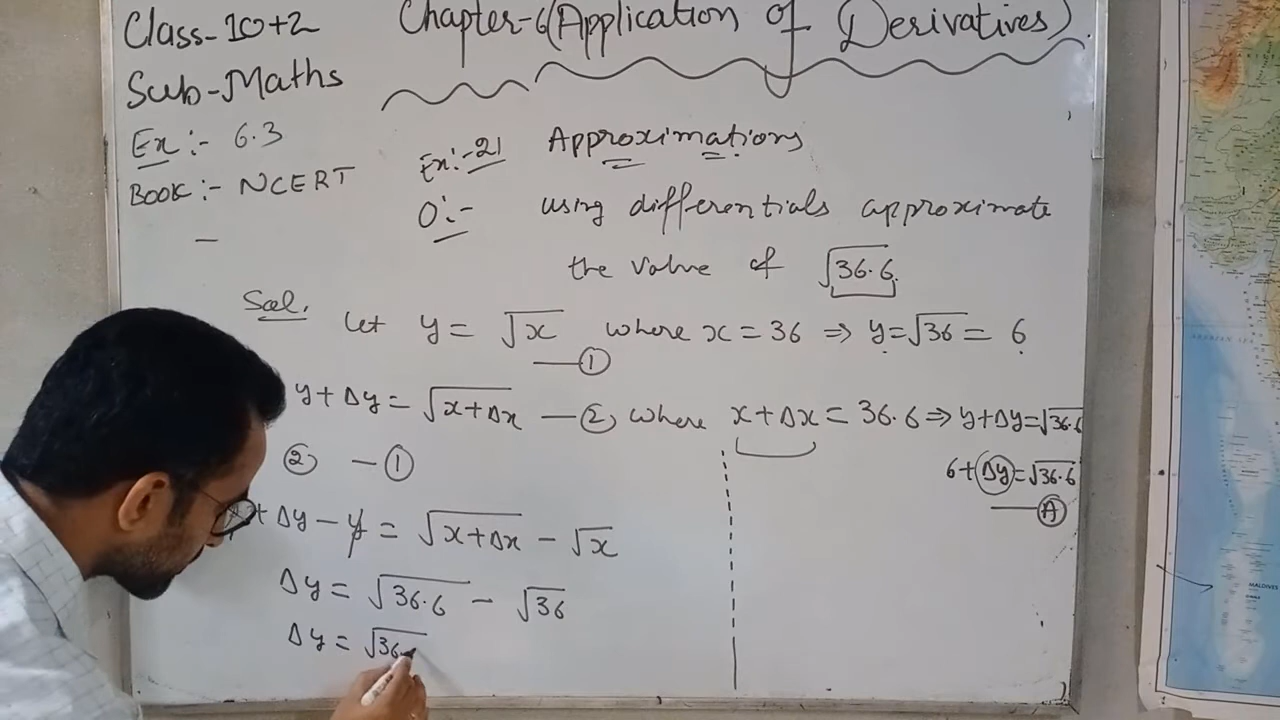 Class-10+2 Chapter-6(Application of Derivatives).
Sub-Maths
Ex:- 6.3 Ex:-21 Approximations
BOOK:- NCERT Q:- using differentials approximate
the value of √36.6
Sol. Let y = √x where x = 36 ⇒ y = √36 = 6
—①
y + Δy = √x+Δx — ② where x + Δx = 36.6 ⇒ y+Δy = √36.6
② - ① 6 + Δy = √36.6
—Ⓐ
+ Δy - y = √x+Δx - √x
Δy = √36.6 - √36
Δy = √36.
ARABIAN SEA
MALDIVES